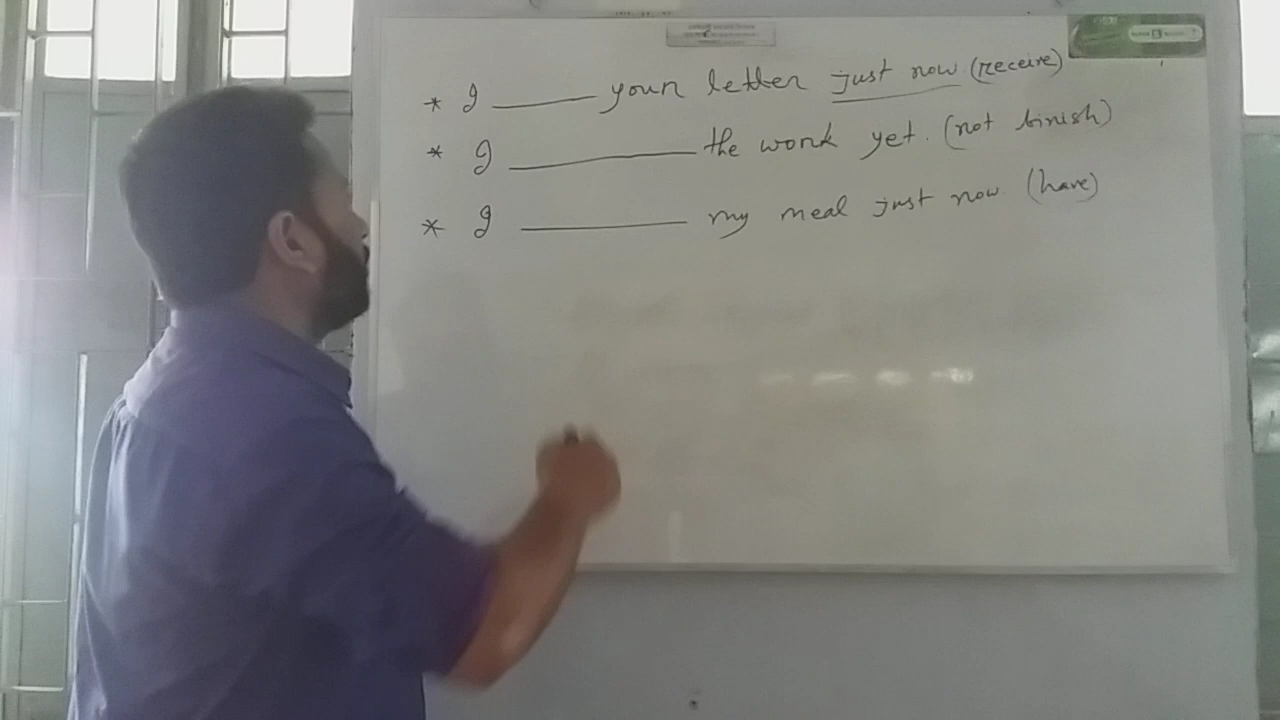 * I ______ your letter just now (receive)
* I ______ the work yet. (not finish)
* I ______ my meal just now. (have)